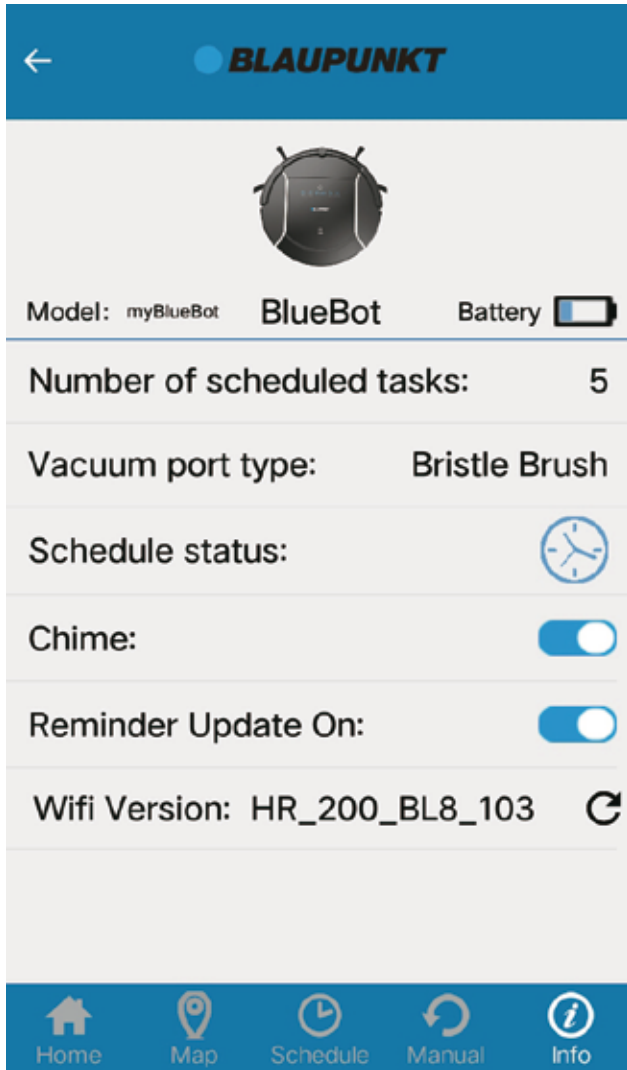 BLAUPUNKT
Model: myBlueBot BlueBot Battery
Number of scheduled tasks: 5
Vacuum port type: Bristle Brush
Schedule status:
Chime:
Reminder Update On:
Wifi Version: HR_200_BL8_103
Home Map Schedule Manual Info